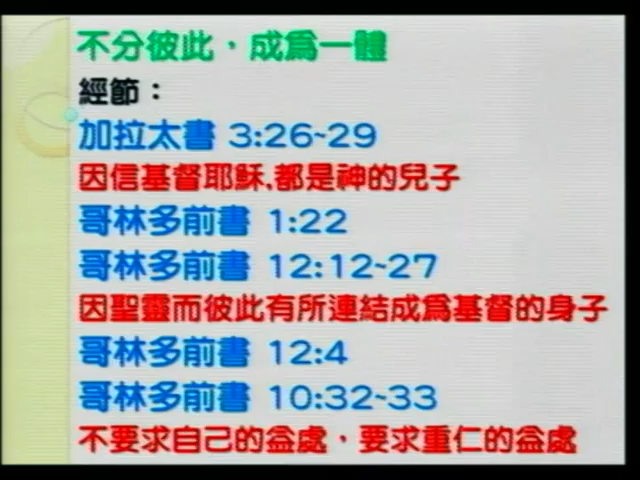 不分彼此，成爲一體
經節：
加拉太書 3:26~29
因信基督耶穌,都是神的兒子
哥林多前書 1:22
哥林多前書 12:12~27
因聖靈而彼此有所連結成爲基督的身子
哥林多前書 12:4
哥林多前書 10:32~33
不要求自己的益處，要求重仁的益處